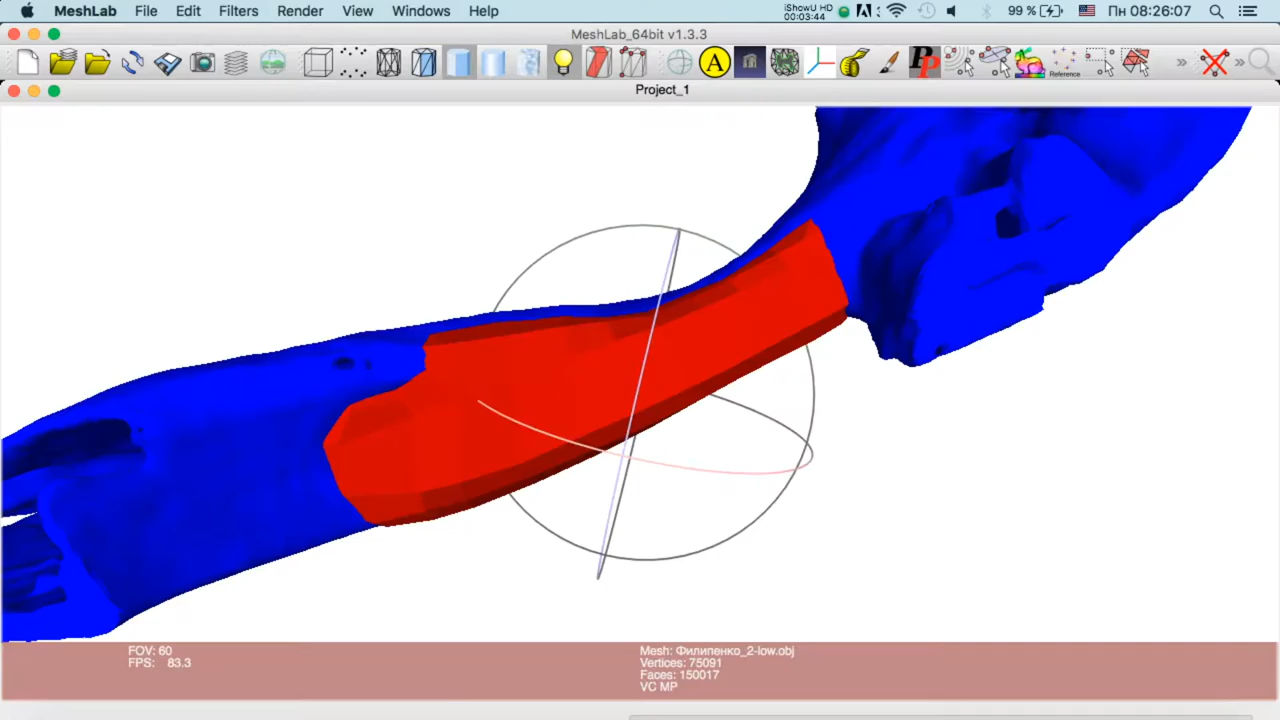 MeshLab File Edit Filters Render View Windows Help
iShowU HD
00:03:44
99 % Пн 08:26:07
MeshLab_64bit v1.3.3
A
Pp
Reference
Project_1
FOV: 60
FPS: 83.3
Mesh: Филипенко_2-low.obj
Vertices: 75091
Faces: 150017
VC MP